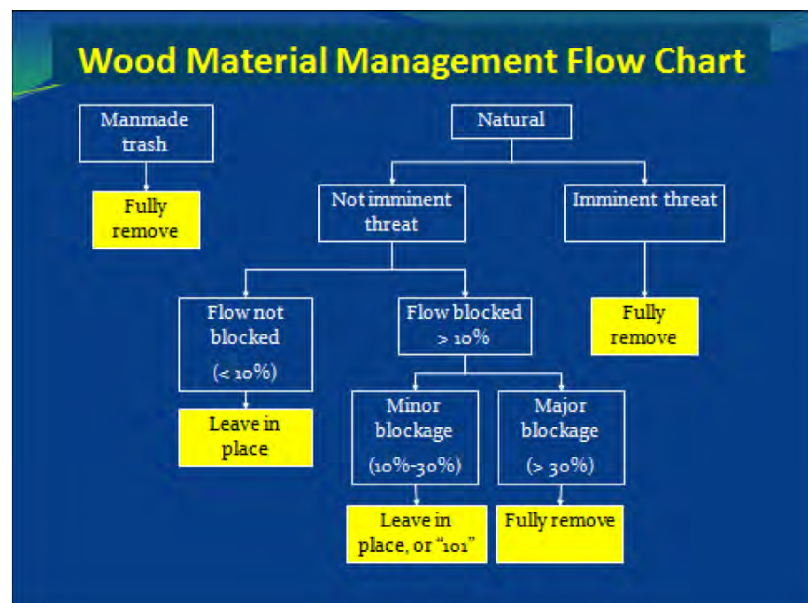 Wood Material Management Flow Chart
Manmade
trash
Natural
Fully
remove
Not imminent
threat
Imminent threat
Flow not
blocked
(< 10%)
Flow blocked
> 10%
Fully
remove
Leave in
place
Minor
blockage
(10%-30%)
Major
blockage
(> 30%)
Leave in
place, or “101”
Fully remove